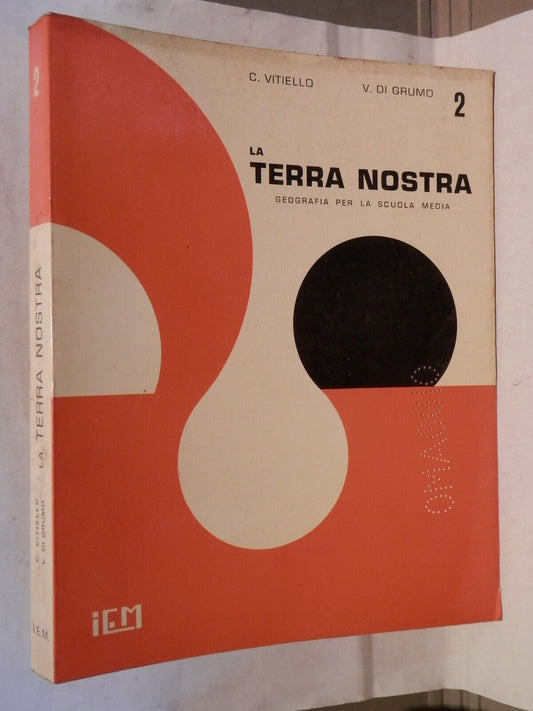 C. VITIELLO V. DI GRUMO 2
LA
TERRA NOSTRA
GEOGRAFIA PER LA SCUOLA MEDIA
OMAGGIO
iEM
2
LA TERRA NOSTRA
C. VITIELLO
V. DI GRUMO
I.E.M.